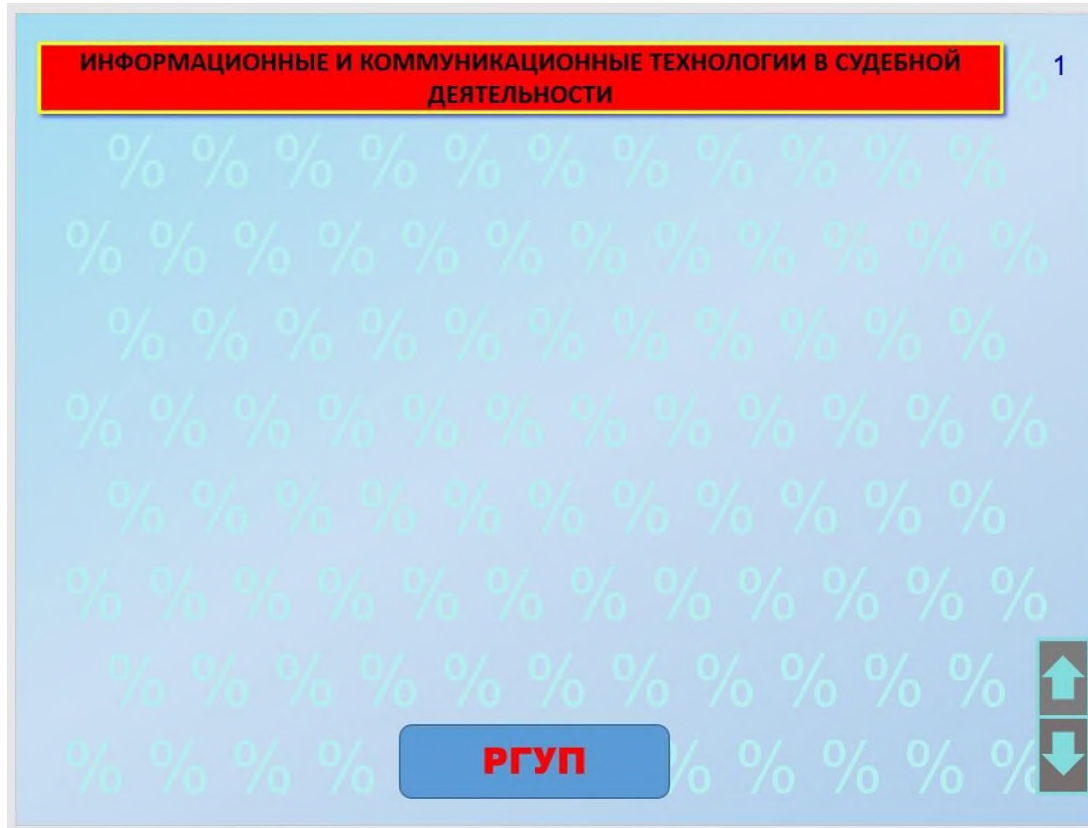 ИНФОРМАЦИОННЫЕ И КОММУНИКАЦИОННЫЕ ТЕХНОЛОГИИ В СУДЕБНОЙ
ДЕЯТЕЛЬНОСТИ
1
%
% % % % % % % % % % %
% % % % % % % % % % % %
% % % % % % % % % % %
% % % % % % % % % % % %
% % % % % % % % % % %
% % % % % % % % % % % %
% % % % % % % % % % %
% % % % РГУП % % % % %